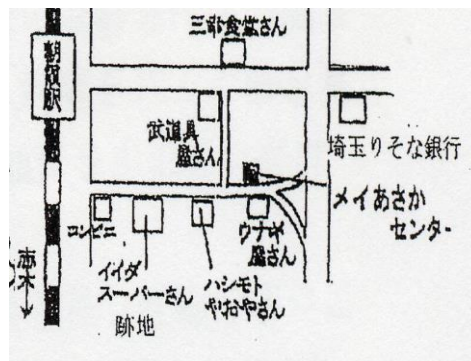 三幸食堂さん
朝霞駅
武道具
屋さん
埼玉りそな銀行
メイあさか
センター
コンビニ
イイダ
スーパーさん
跡地
ハシモト
やおやさん
ウナギ
屋さん